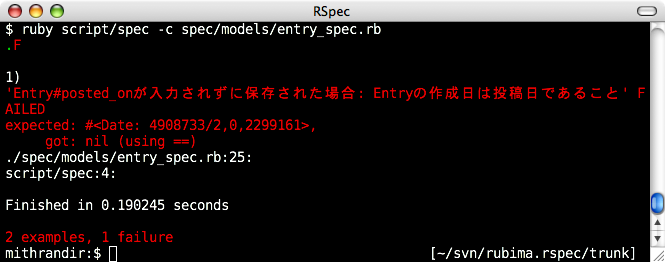 RSpec
$ ruby script/spec -c spec/models/entry_spec.rb
.F
1)
'Entry#posted_onが入力されずに保存された場合: Entryの作成日は投稿日であること' F
AILED
expected: #<Date: 4908733/2,0,2299161>,
     got: nil (using ==)
./spec/models/entry_spec.rb:25:
script/spec:4:
Finished in 0.190245 seconds
2 examples, 1 failure
mithrandir:$ [~/svn/rubima.rspec/trunk]